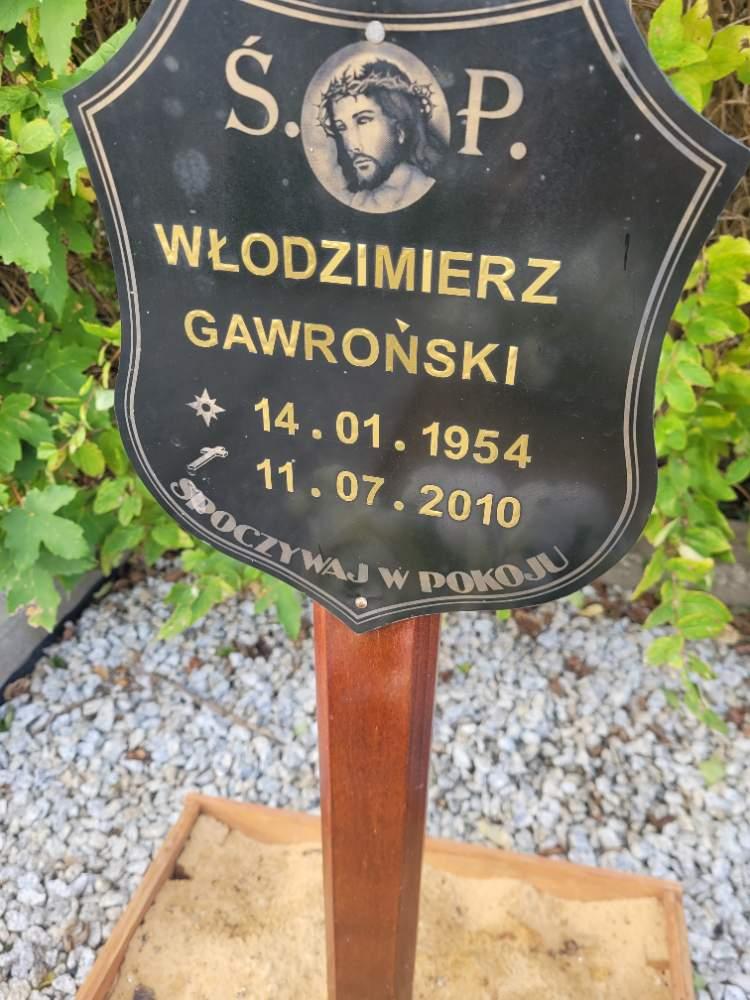 Ś. P.
WŁODZIMIERZ
GAWROŃSKI
14.01.1954
11.07.2010
SPOCZYWAJ W POKOJU